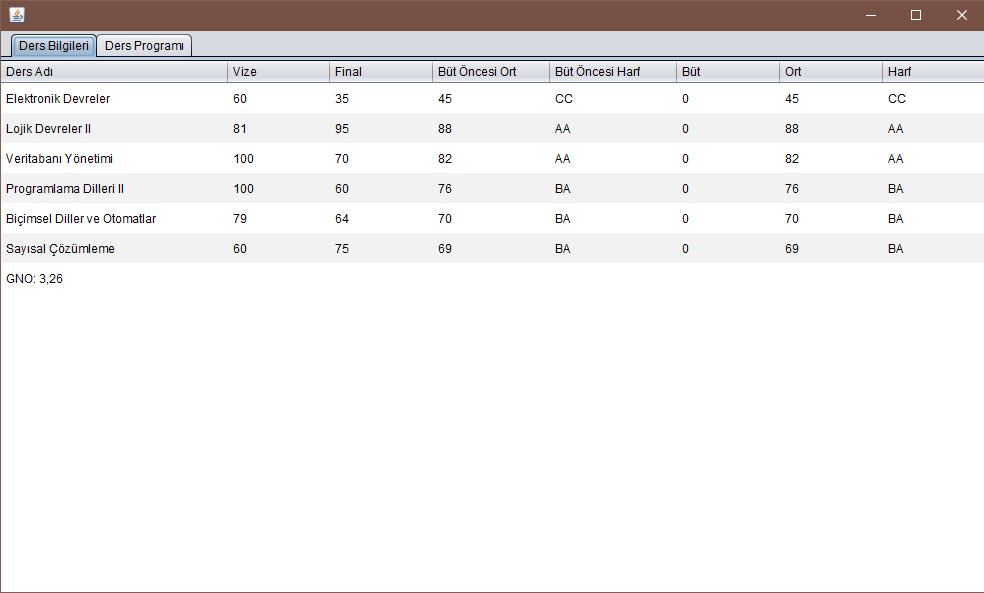 Ders Bilgileri Ders Programı
Ders Adı Vize Final Büt Öncesi Ort Büt Öncesi Harf Büt Ort Harf
Elektronik Devreler 60 35 45 CC 0 45 CC
Lojik Devreler II 81 95 88 AA 0 88 AA
Veritabanı Yönetimi 100 70 82 AA 0 82 AA
Programlama Dilleri II 100 60 76 BA 0 76 BA
Biçimsel Diller ve Otomatlar 79 64 70 BA 0 70 BA
Sayısal Çözümleme 60 75 69 BA 0 69 BA
GNO: 3,26